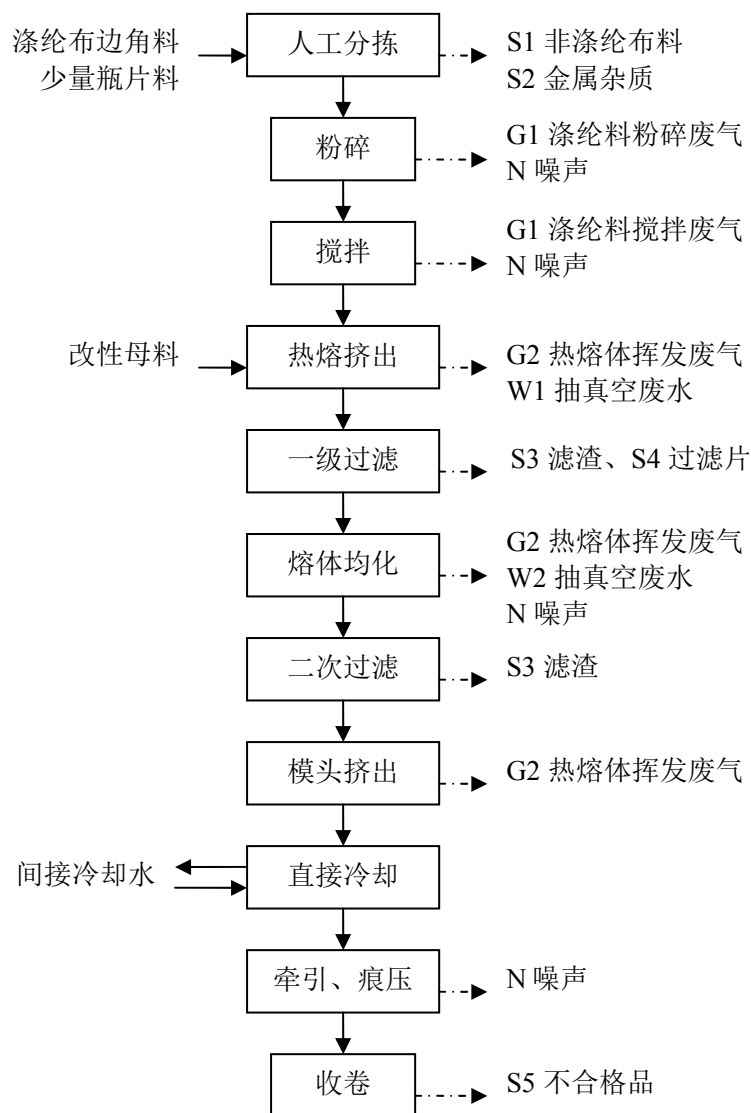 涤纶布边角料
少量瓶片料
人工分拣
S1 非涤纶布料
S2 金属杂质
粉碎
G1 涤纶料粉碎废气
N 噪声
搅拌
G1 涤纶料搅拌废气
N 噪声
改性母料
热熔挤出
G2 热熔体挥发废气
W1 抽真空废水
一级过滤
S3 滤渣、S4 过滤片
熔体均化
G2 热熔体挥发废气
W2 抽真空废水
N 噪声
二次过滤
S3 滤渣
模头挤出
G2 热熔体挥发废气
间接冷却水
直接冷却
牵引、痕压
N 噪声
收卷
S5 不合格品